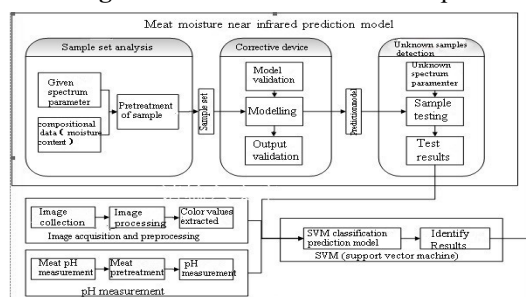 Meat moisture near infrared prediction model
Sample set analysis
Given
spectrum
parameter
compositional
data ( moisture
content )
Pretreatment
of sample
Sample set
Corrective device
Model
validation
Modelling
Output
validation
Unknown samples
detection
Unknown
spectrum
paramenter
Sample
testing
Test
results
Image
collection
Image
processing
Color values
extracted
Image acquisition and preprocessing
Meat pH
measurement
Meat
pretreatment
pH
measurement
pH measurement
SVM classification
prediction model
Identify
Results
SVM (support vector machine)